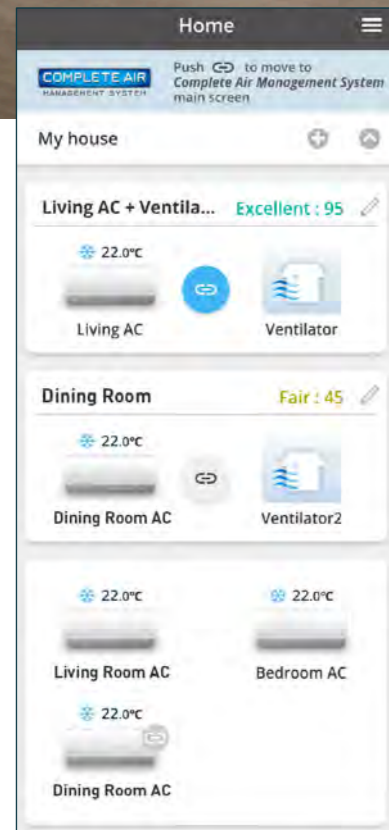 Home
COMPLETE AIR
MANAGEMENT SYSTEM
Push to move to
Complete Air Management System
main screen
My house
Living AC + Ventila... Excellent : 95
22.0°C
Living AC Ventilator
Dining Room Fair : 45
22.0°C
Dining Room AC Ventilator2
22.0°C 22.0°C
Living Room AC Bedroom AC
22.0°C
Dining Room AC